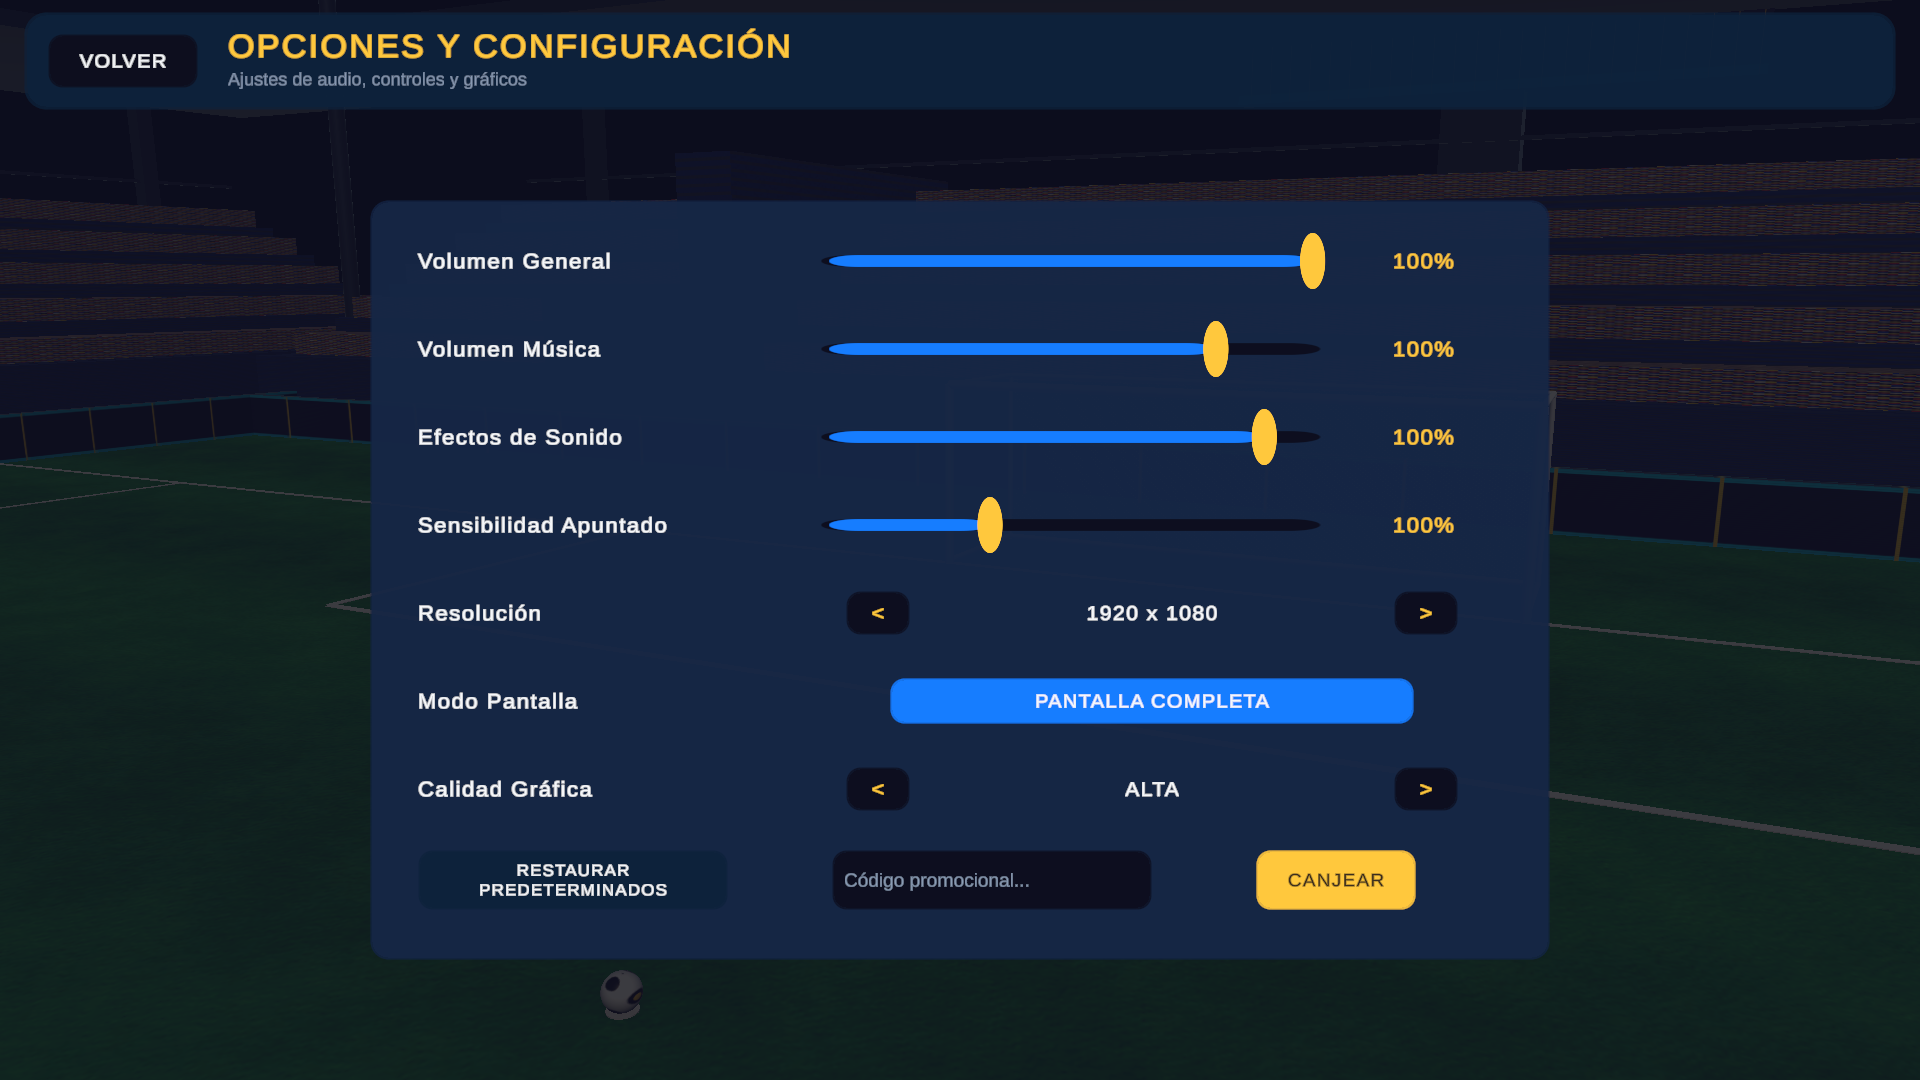 VOLVER
OPCIONES Y CONFIGURACIÓN
Ajustes de audio, controles y gráficos
Volumen General 100%
Volumen Música 100%
Efectos de Sonido 100%
Sensibilidad Apuntado 100%
Resolución < 1920 x 1080 >
Modo Pantalla PANTALLA COMPLETA
Calidad Gráfica < ALTA >
RESTAURAR
PREDETERMINADOS
Código promocional...
CANJEAR